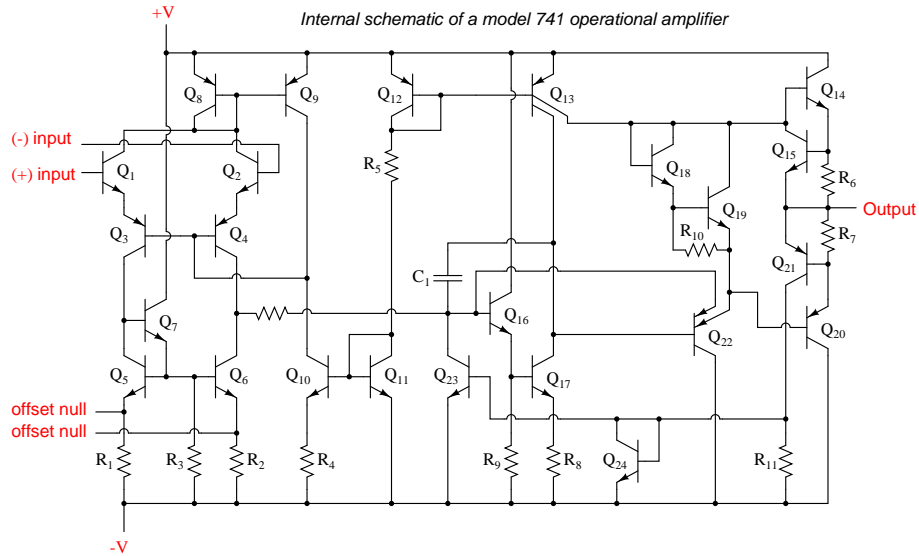 Internal schematic of a model 741 operational amplifier
+V
Q8
Q9
Q12
Q13
Q14
(-) input
(+) input
Q1
Q2
R5
Q15
Q18
R6
Output
Q19
Q3
Q4
R10
R7
Q21
C1
Q7
Q16
Q20
Q22
Q5
Q6
Q10
Q11
Q23
Q17
offset null
offset null
R1
R3
R2
R4
R9
R8
Q24
R11
-V